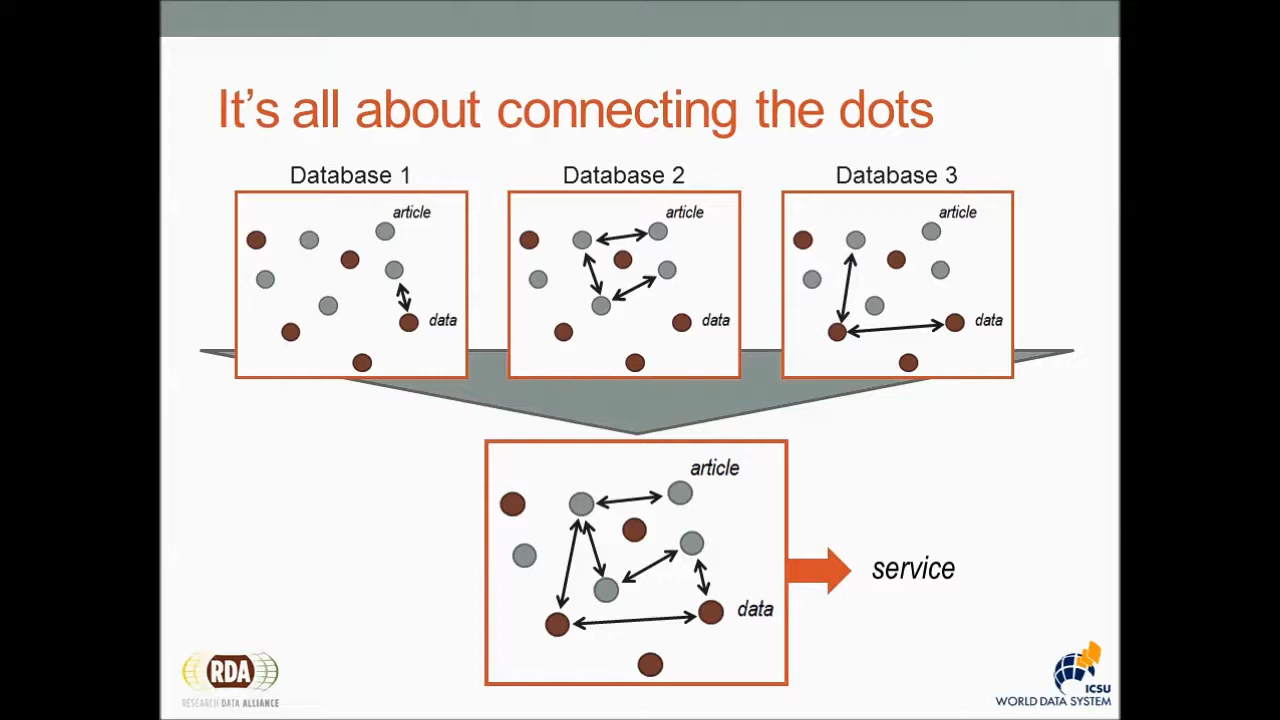 It's all about connecting the dots
Database 1
Database 2
Database 3
article
article
article
data
data
data
article
data
service
RDA
RESEARCH DATA ALLIANCE
ICSU
WORLD DATA SYSTEM